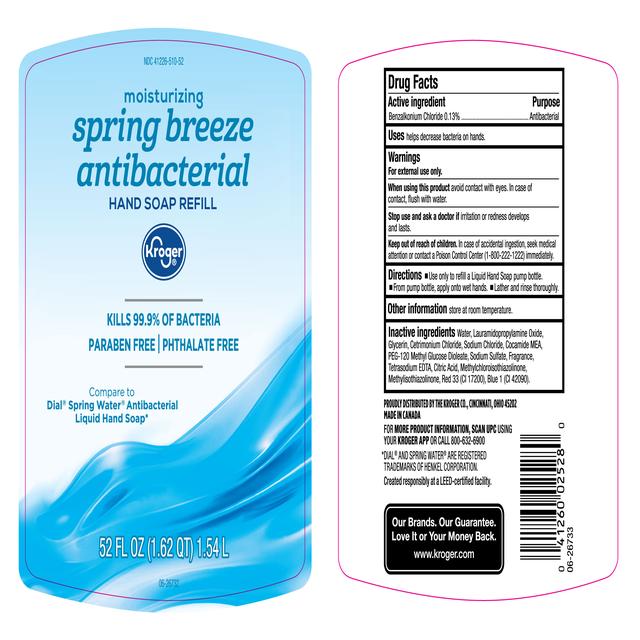 NDC 41226-510-52
moisturizing
spring breeze
antibacterial
HAND SOAP REFILL
Kroger®
KILLS 99.9% OF BACTERIA
PARABEN FREE | PHTHALATE FREE
Compare to
Dial® Spring Water® Antibacterial
Liquid Hand Soap*
52 FL OZ (1.62 QT) 1.54 L
06-26732
Drug Facts
Active ingredient Purpose
Benzalkonium Chloride 0.13% Antibacterial
Uses helps decrease bacteria on hands.
Warnings
For external use only.
When using this product avoid contact with eyes. In case of
contact, flush with water.
Stop use and ask a doctor if irritation or redness develops
and lasts.
Keep out of reach of children. In case of accidental ingestion, seek medical
attention or contact a Poison Control Center (1-800-222-1222) immediately.
Directions ▪ Use only to refill a Liquid Hand Soap pump bottle.
▪ From pump bottle, apply onto wet hands. ▪ Lather and rinse thoroughly.
Other information store at room temperature.
Inactive ingredients Water, Lauramidopropylamine Oxide,
Glycerin, Cetrimonium Chloride, Sodium Chloride, Cocamide MEA,
PEG-120 Methyl Glucose Dioleate, Sodium Sulfate, Fragrance,
Tetrasodium EDTA, Citric Acid, Methylchloroisothiazolinone,
Methylisothiazolinone, Red 33 (CI 17200), Blue 1 (CI 42090).
PROUDLY DISTRIBUTED BY THE KROGER CO., CINCINNATI, OHIO 45202
MADE IN CANADA
FOR MORE PRODUCT INFORMATION, SCAN UPC USING
YOUR KROGER APP OR CALL 800-632-6900
*DIAL® AND SPRING WATER® ARE REGISTERED
TRADEMARKS OF HENKEL CORPORATION.
Created responsibly at a LEED-certified facility.
Our Brands. Our Guarantee.
Love It or Your Money Back.
www.kroger.com
0 41260 02528 0
06-26733